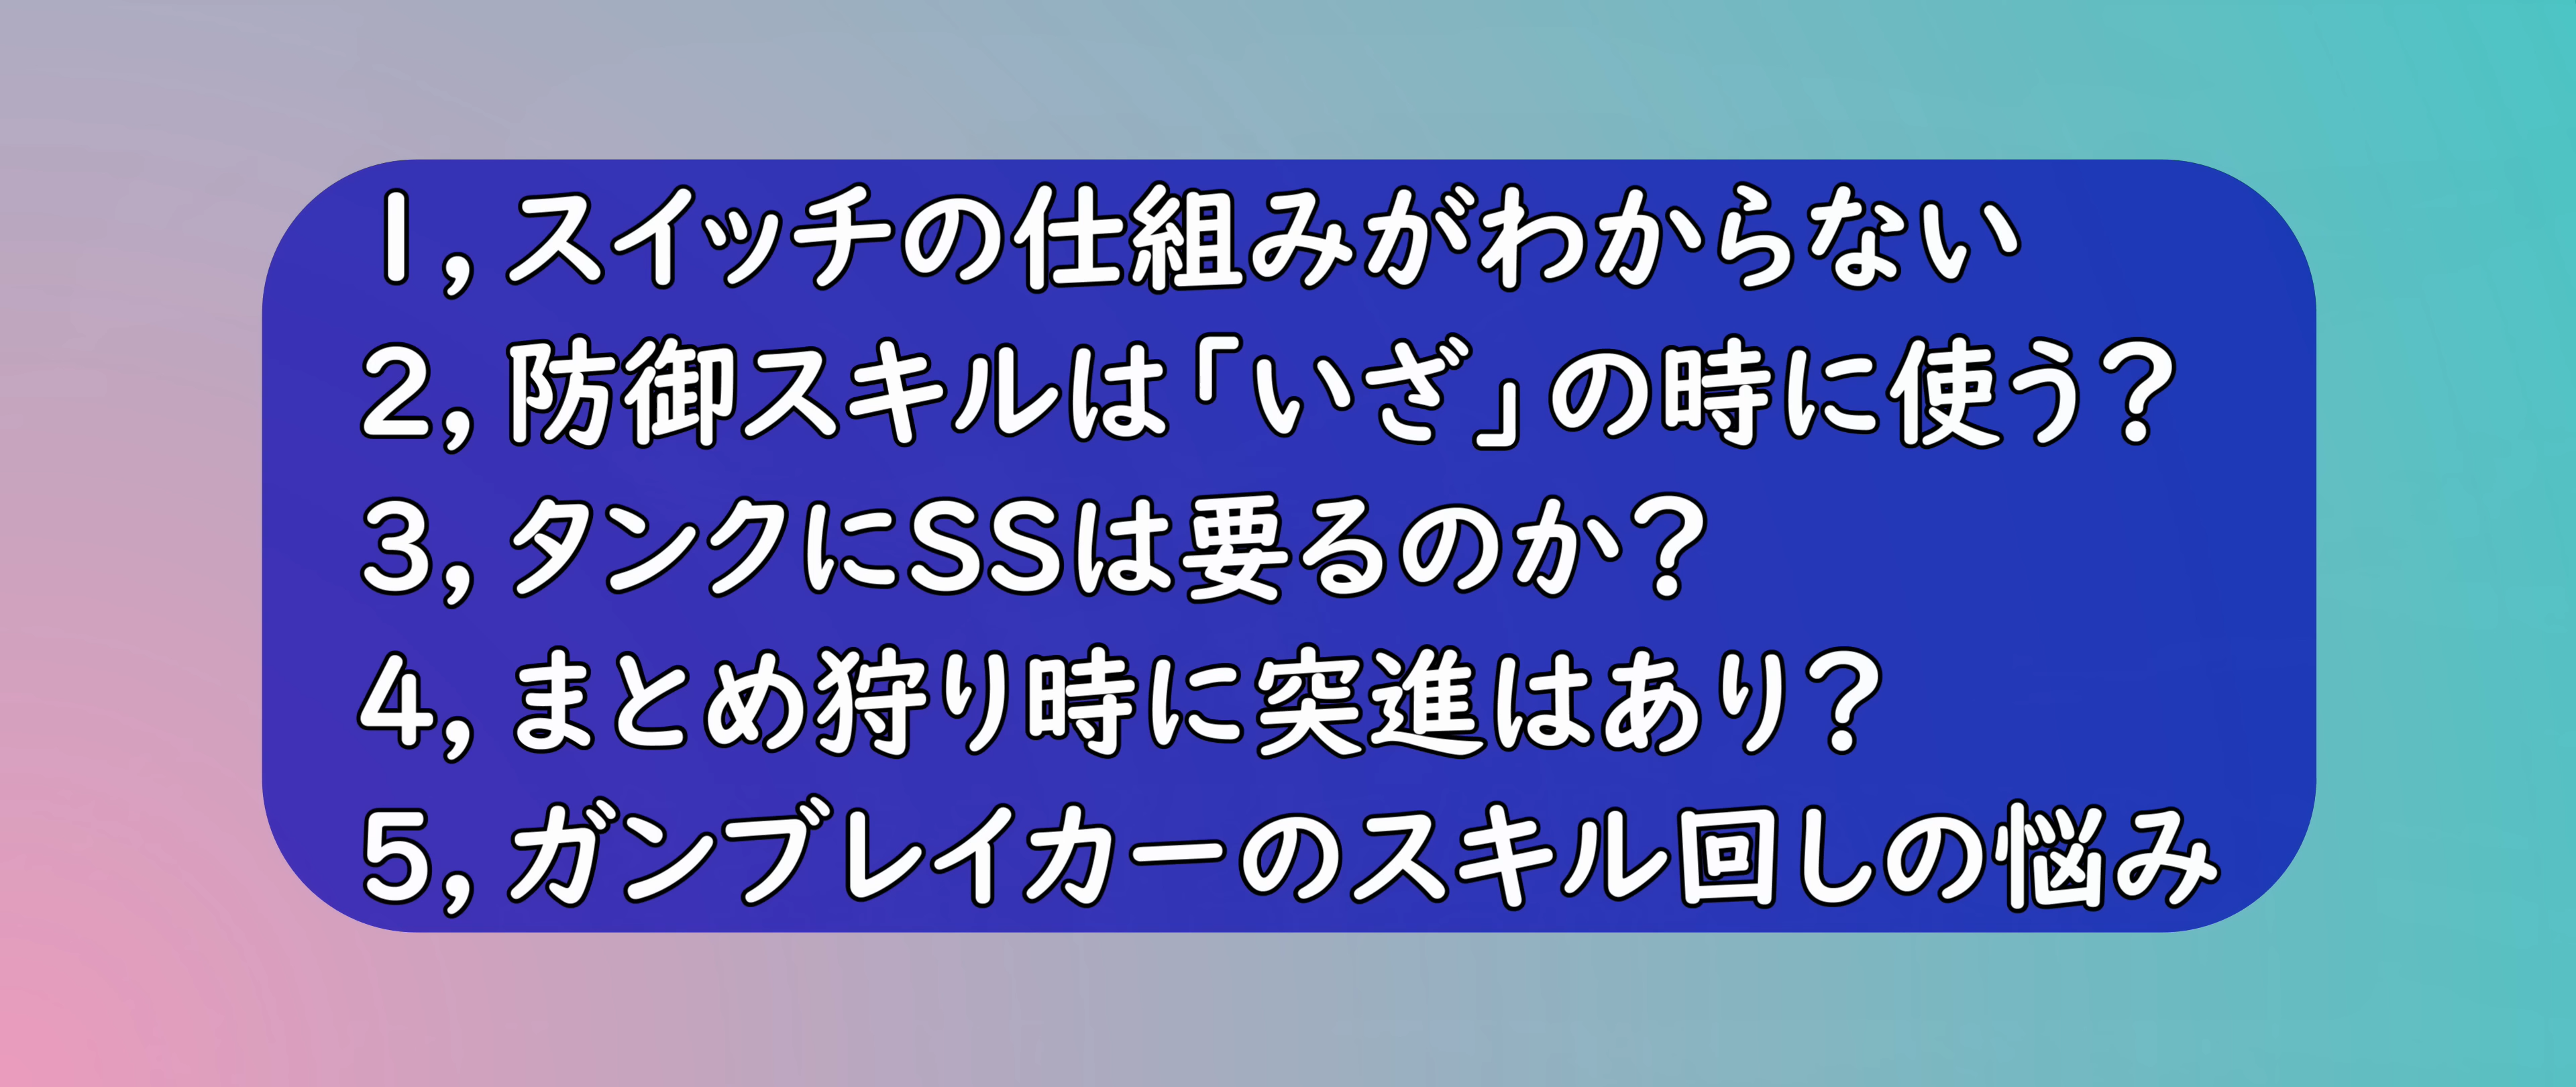 1, スイッチの仕組みがわからない
2, 防御スキルは「いざ」の時に使う?
3, タンクにSSは要るのか?
4, まとめ狩り時に突進はあり?
5, ガンブレイカーのスキル回しの悩み